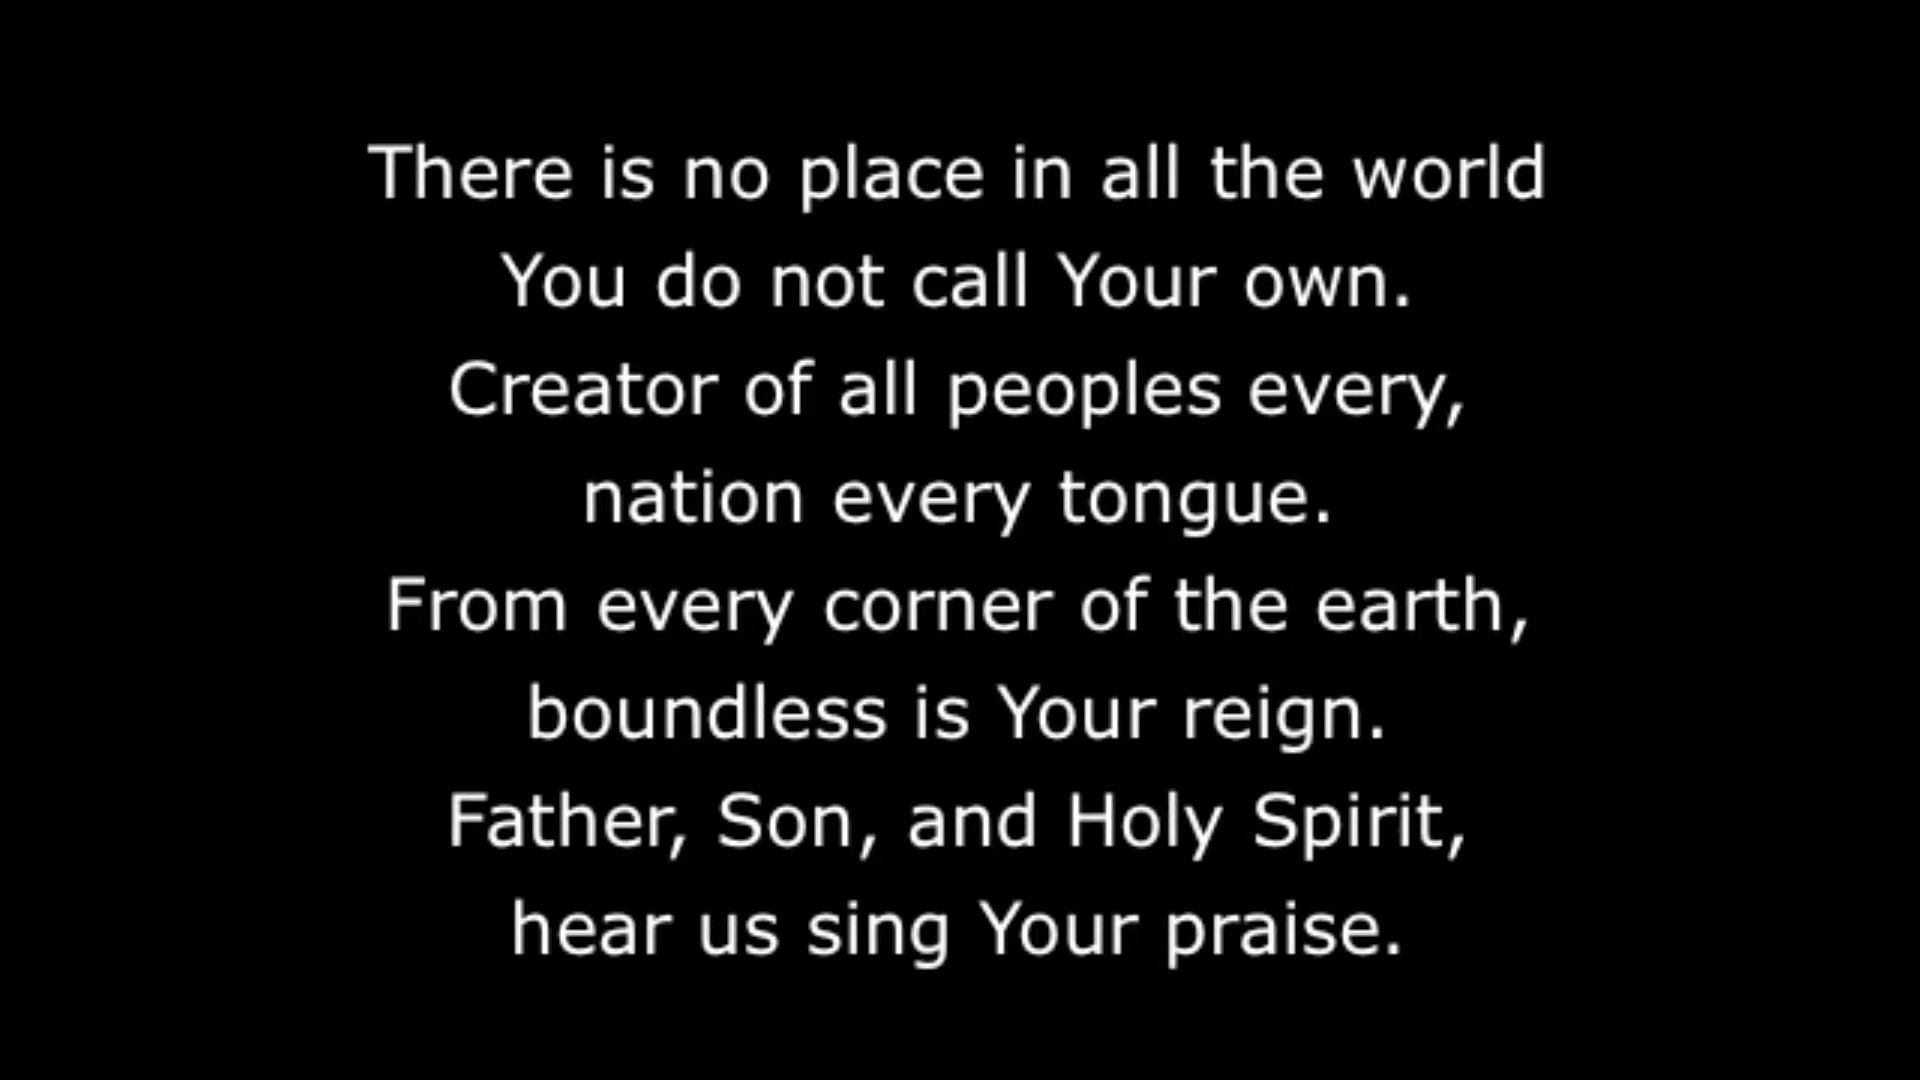 There is no place in all the world
You do not call Your own.
Creator of all peoples every,
nation every tongue.
From every corner of the earth,
boundless is Your reign.
Father, Son, and Holy Spirit,
hear us sing Your praise.